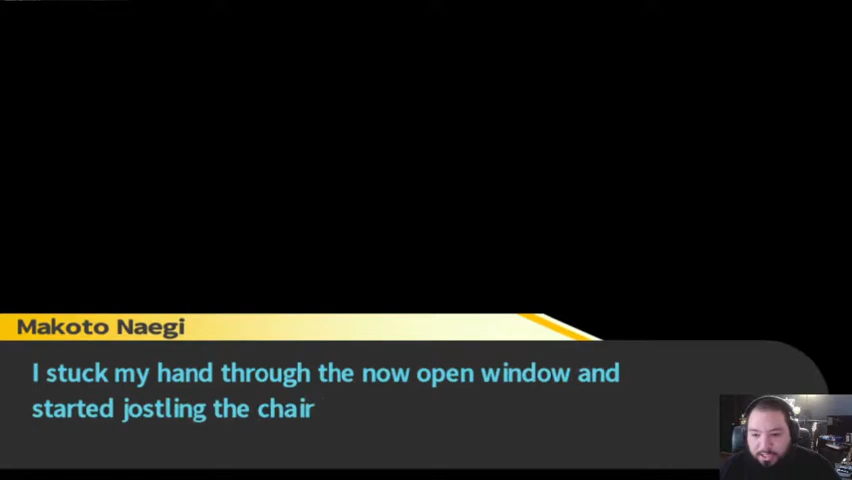 Makoto Naegi
I stuck my hand through the now open window and
started jostling the chair